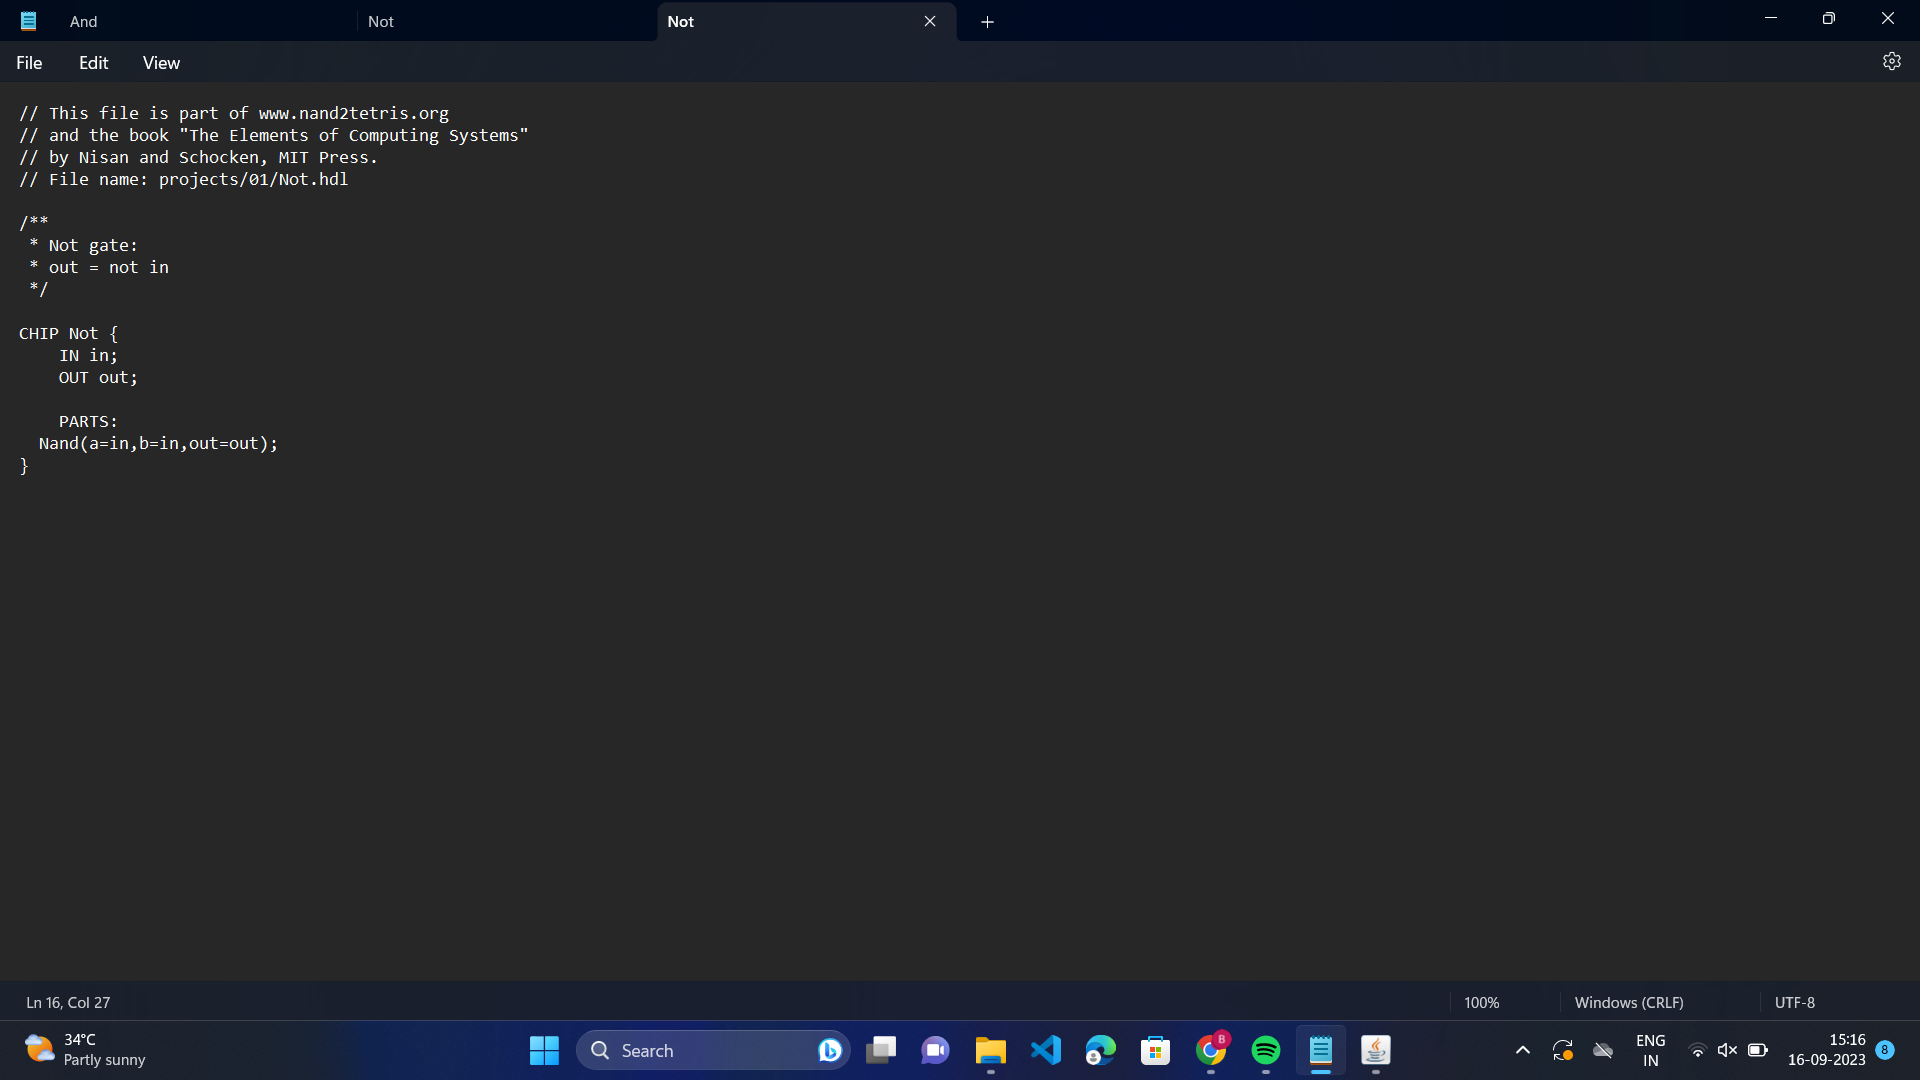 And
Not
Not
File Edit View
// This file is part of www.nand2tetris.org
// and the book "The Elements of Computing Systems"
// by Nisan and Schocken, MIT Press.
// File name: projects/01/Not.hdl
/**
 * Not gate:
 * out = not in
 */
CHIP Not {
    IN in;
    OUT out;
    PARTS:
  Nand(a=in,b=in,out=out);
}
Ln 16, Col 27
100%
Windows (CRLF)
UTF-8
34°C
Partly sunny
Search
B
ENG
IN
15:16
16-09-2023
8